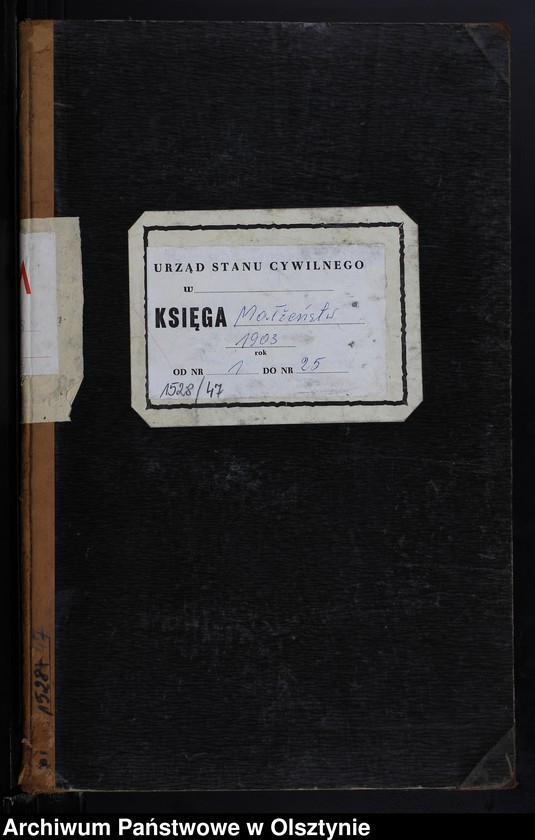 URZĄD STANU CYWILNEGO
w
KSIĘGA Małżeństw
1903
rok
OD NR 1 DO NR 25
1528/47
1528/47
Archiwum Państwowe w Olsztynie